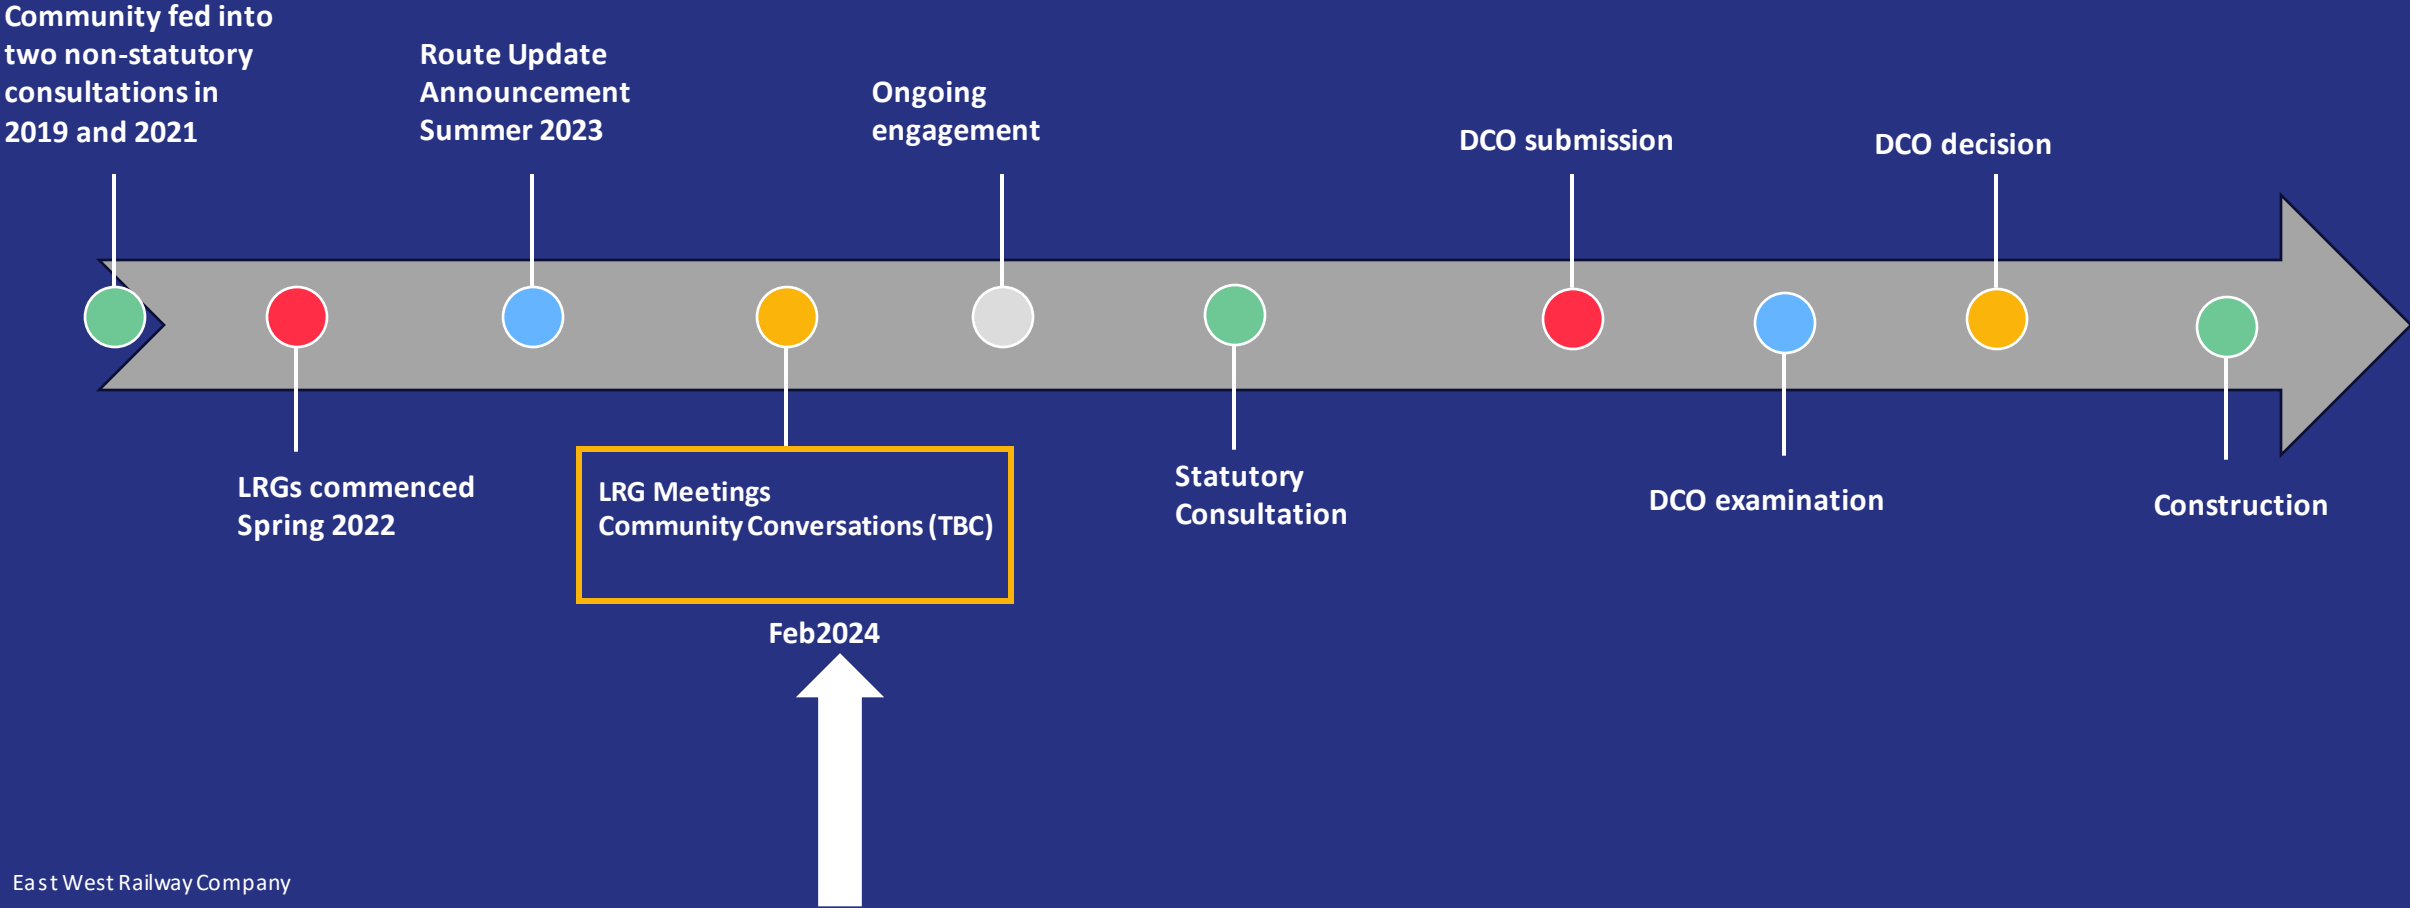 Community fed into
two non-statutory
consultations in
2019 and 2021
Route Update
Announcement
Summer 2023
Ongoing
engagement
DCO submission
DCO decision
LRGs commenced
Spring 2022
LRG Meetings
Community Conversations (TBC)
Feb2024
Statutory
Consultation
DCO examination
Construction
East West Railway Company